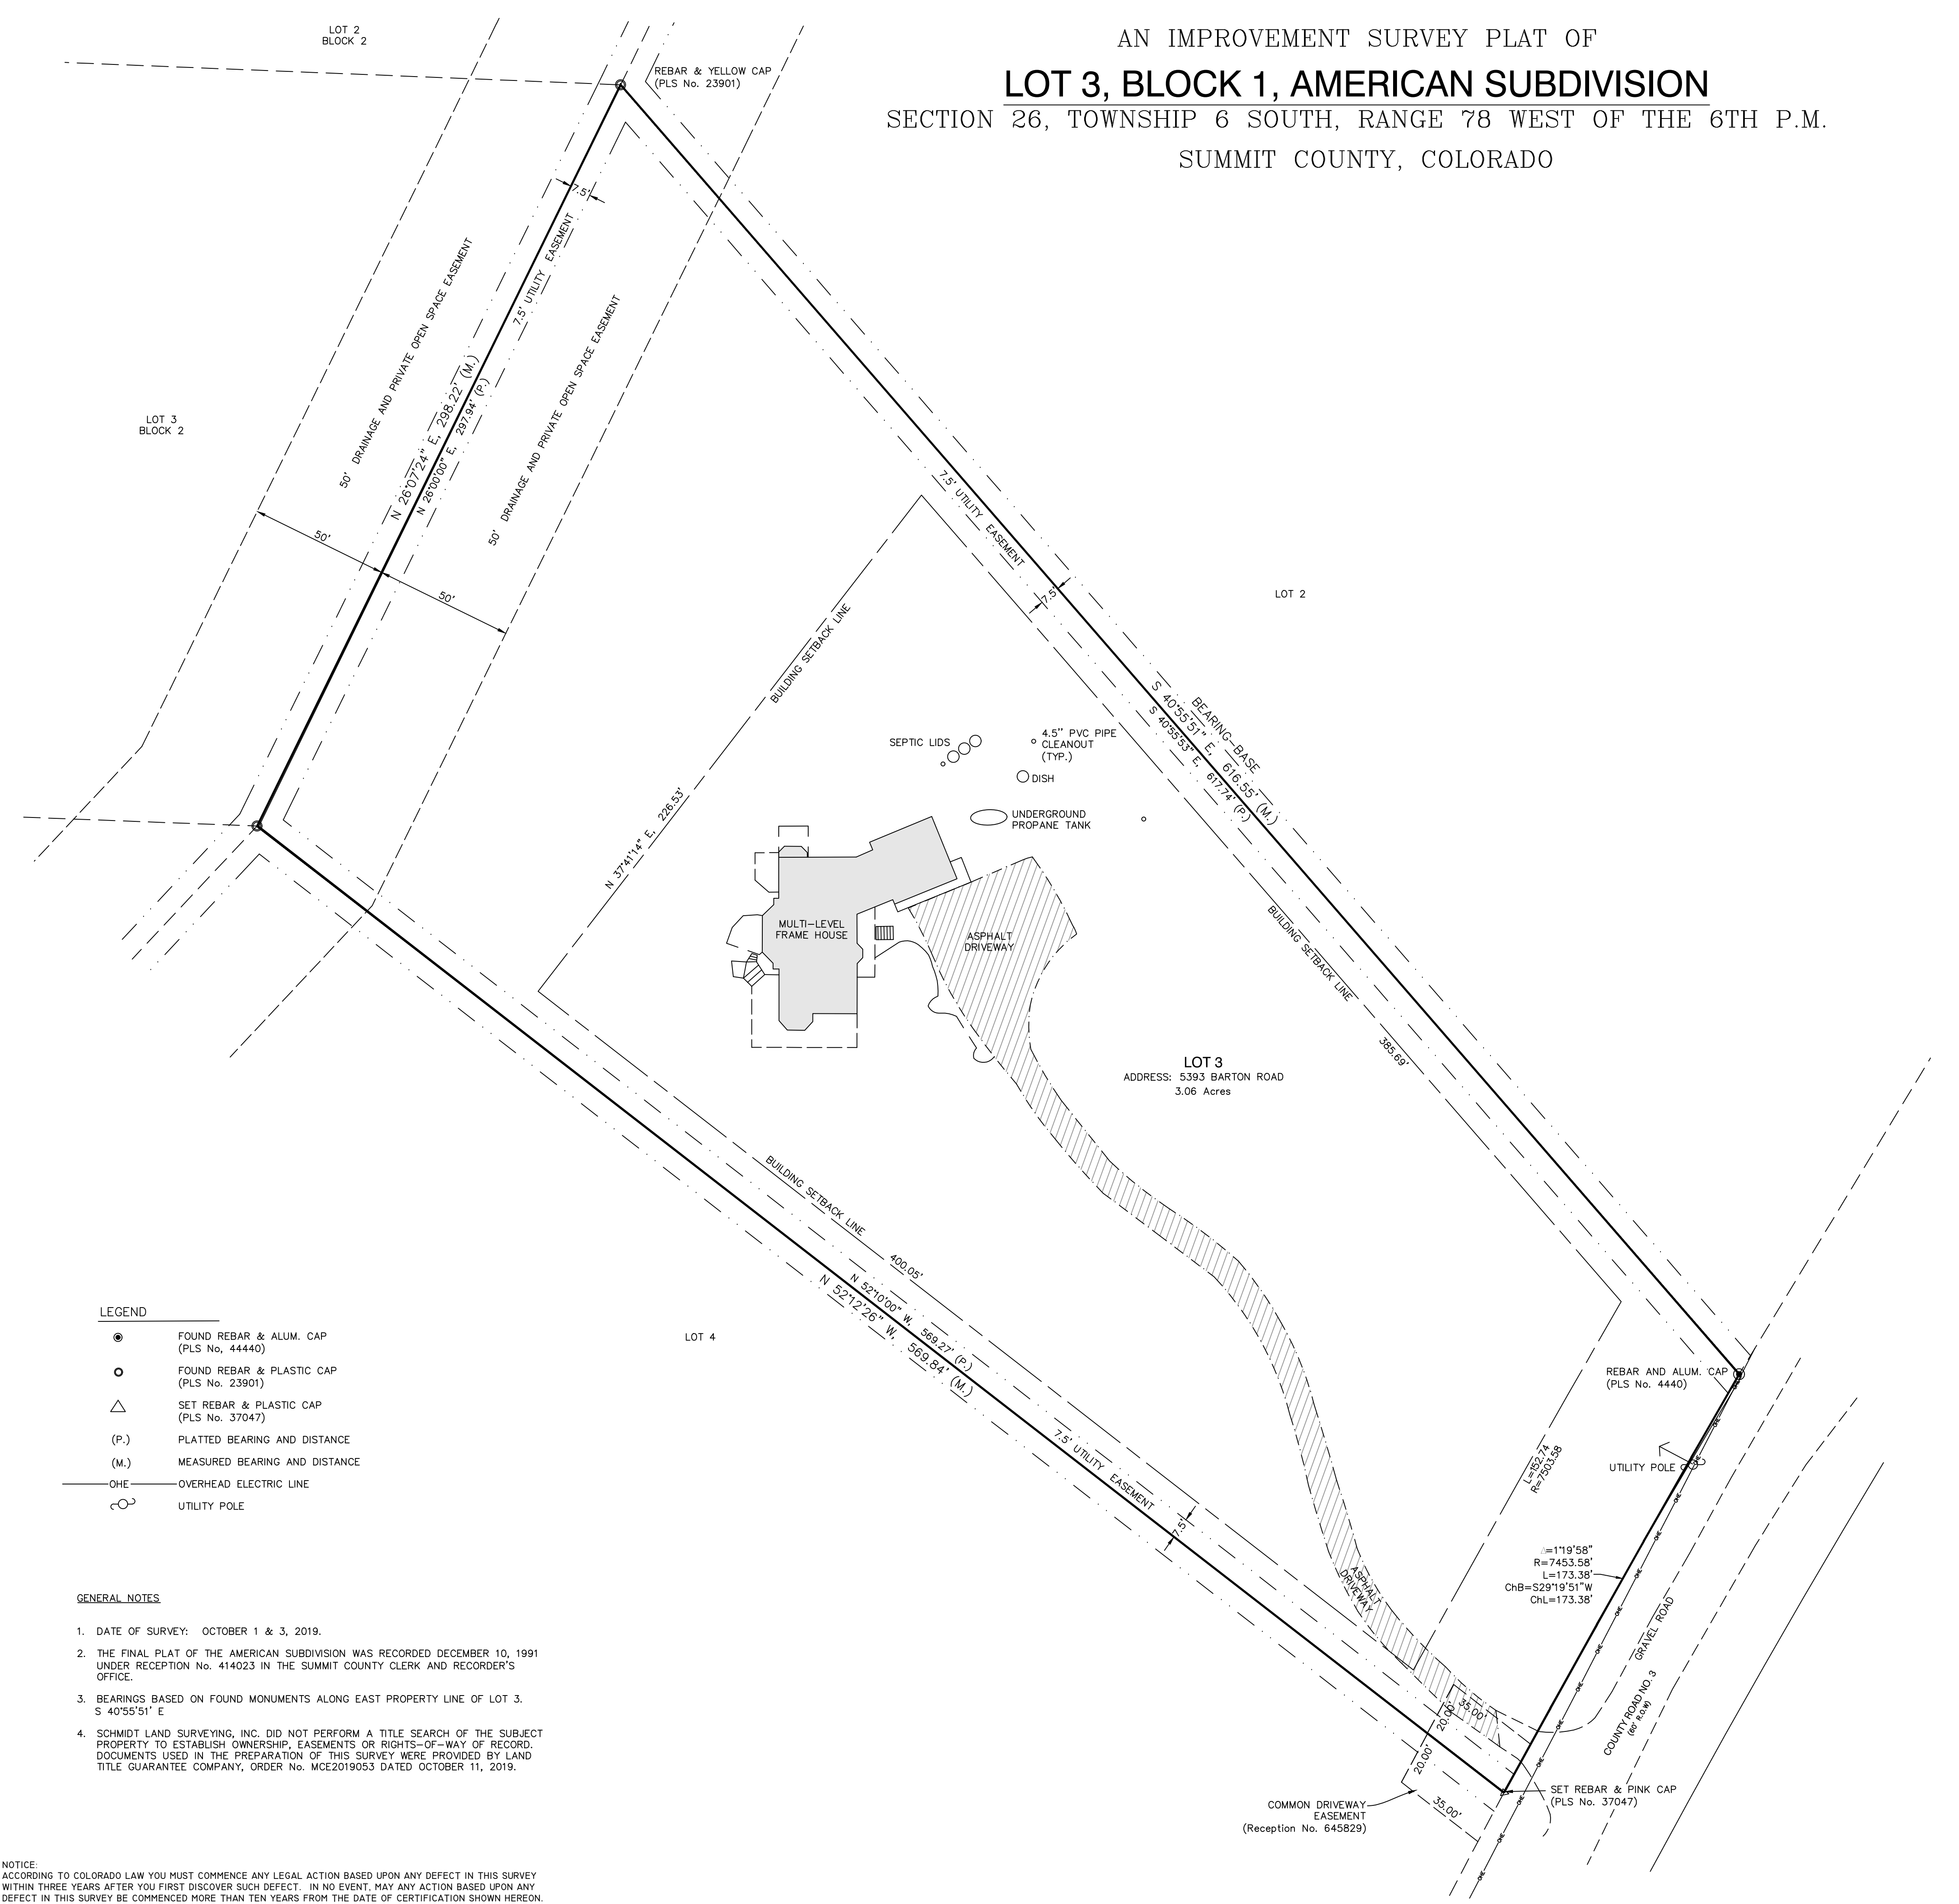 AN IMPROVEMENT SURVEY PLAT OF
LOT 3, BLOCK 1, AMERICAN SUBDIVISION
SECTION 26, TOWNSHIP 6 SOUTH, RANGE 78 WEST OF THE 6TH P.M.
SUMMIT COUNTY, COLORADO
LOT 2
BLOCK 2
REBAR & YELLOW CAP
(PLS No. 23901)
7.5'
7.5' UTILITY EASEMENT
50' DRAINAGE AND PRIVATE OPEN SPACE EASEMENT
50' DRAINAGE AND PRIVATE OPEN SPACE EASEMENT
N 26°07'24" E, 298.22' (M.)
N 26°00'00" E, 297.94' (P.)
LOT 3
BLOCK 2
50'
50'
7.5' UTILITY EASEMENT
7.5'
LOT 2
BUILDING SETBACK LINE
N 37°41'14" E, 226.53'
BEARING-BASE
S 40°55'51" E, 616.55' (M.)
S 40°55'53" E, 617.74' (P.)
SEPTIC LIDS
4.5'' PVC PIPE
CLEANOUT
(TYP.)
DISH
UNDERGROUND
PROPANE TANK
MULTI-LEVEL
FRAME HOUSE
ASPHALT
DRIVEWAY
BUILDING SETBACK LINE
385.69'
LOT 3
ADDRESS: 5393 BARTON ROAD
3.06 Acres
BUILDING SETBACK LINE
400.05'
N 52°10'00" W, 569.27' (P.)
N 52°12'26" W, 569.84' (M.)
LOT 4
7.5' UTILITY EASEMENT
7.5'
REBAR AND ALUM. CAP
(PLS No. 4440)
L=152.74
R=7503.58
UTILITY POLE
△=1°19'58"
R=7453.58'
L=173.38'
ChB=S29°19'51"W
ChL=173.38'
ASPHALT
DRIVEWAY
OHE
OHE
OHE
OHE
OHE
OHE
OHE
OHE
OHE
OHE
OHE
OHE
OHE
OHE
GRAVEL ROAD
COUNTY ROAD NO. 3
(60' R.O.W)
35.00'
20.00'
20.00'
35.00'
SET REBAR & PINK CAP
(PLS No. 37047)
COMMON DRIVEWAY
EASEMENT
(Reception No. 645829)
LEGEND
FOUND REBAR & ALUM. CAP
(PLS No, 44440)
FOUND REBAR & PLASTIC CAP
(PLS No. 23901)
SET REBAR & PLASTIC CAP
(PLS No. 37047)
(P.) PLATTED BEARING AND DISTANCE
(M.) MEASURED BEARING AND DISTANCE
OHE OVERHEAD ELECTRIC LINE
UTILITY POLE
GENERAL NOTES
1. DATE OF SURVEY: OCTOBER 1 & 3, 2019.
2. THE FINAL PLAT OF THE AMERICAN SUBDIVISION WAS RECORDED DECEMBER 10, 1991
UNDER RECEPTION No. 414023 IN THE SUMMIT COUNTY CLERK AND RECORDER'S
OFFICE.
3. BEARINGS BASED ON FOUND MONUMENTS ALONG EAST PROPERTY LINE OF LOT 3.
S 40°55'51' E
4. SCHMIDT LAND SURVEYING, INC. DID NOT PERFORM A TITLE SEARCH OF THE SUBJECT
PROPERTY TO ESTABLISH OWNERSHIP, EASEMENTS OR RIGHTS-OF-WAY OF RECORD.
DOCUMENTS USED IN THE PREPARATION OF THIS SURVEY WERE PROVIDED BY LAND
TITLE GUARANTEE COMPANY, ORDER No. MCE2019053 DATED OCTOBER 11, 2019.
NOTICE:
ACCORDING TO COLORADO LAW YOU MUST COMMENCE ANY LEGAL ACTION BASED UPON ANY DEFECT IN THIS SURVEY
WITHIN THREE YEARS AFTER YOU FIRST DISCOVER SUCH DEFECT. IN NO EVENT, MAY ANY ACTION BASED UPON ANY
DEFECT IN THIS SURVEY BE COMMENCED MORE THAN TEN YEARS FROM THE DATE OF CERTIFICATION SHOWN HEREON.